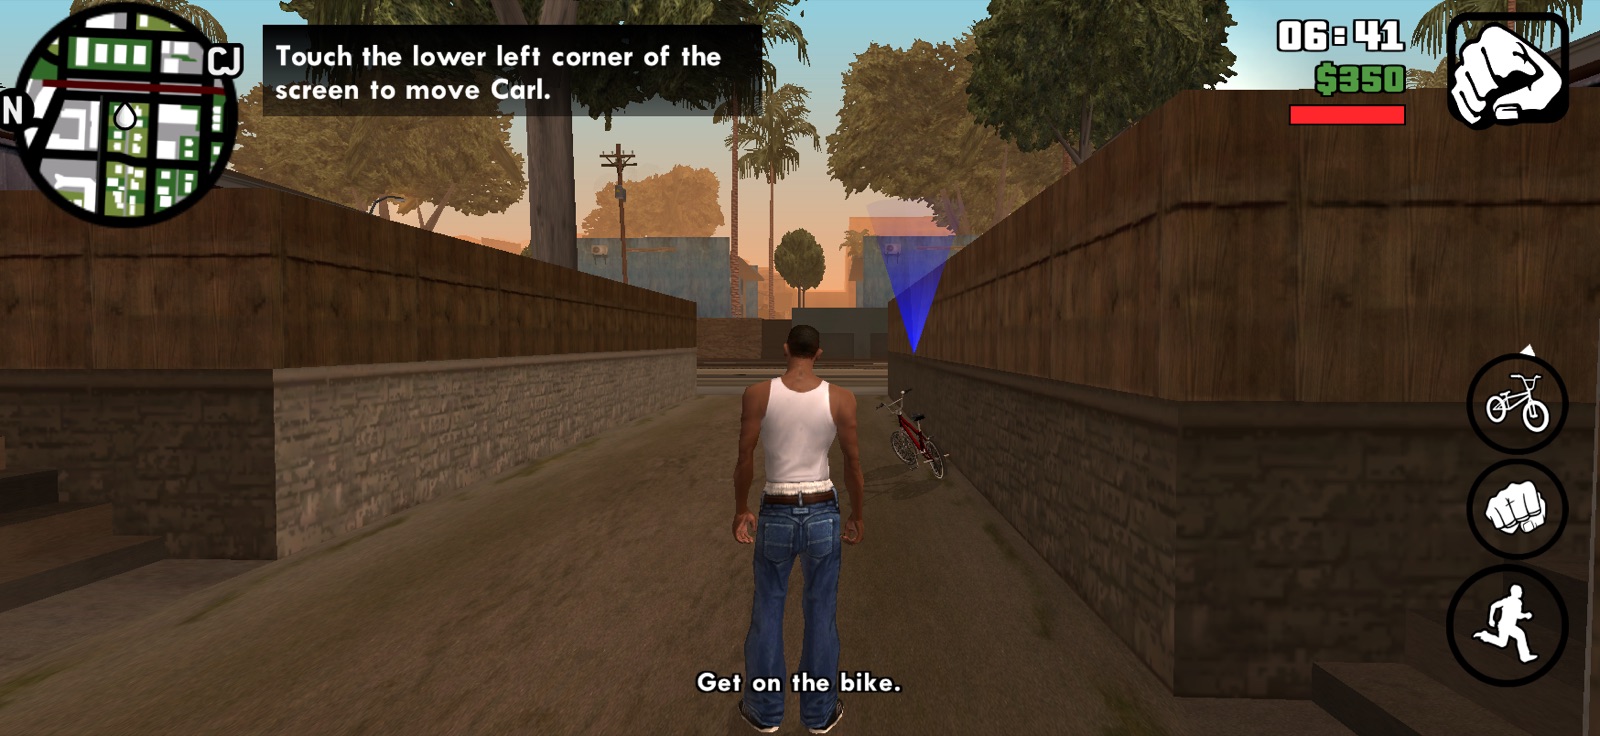 N
CJ
Touch the lower left corner of the
screen to move Carl.
06:41
$350
Get on the bike.